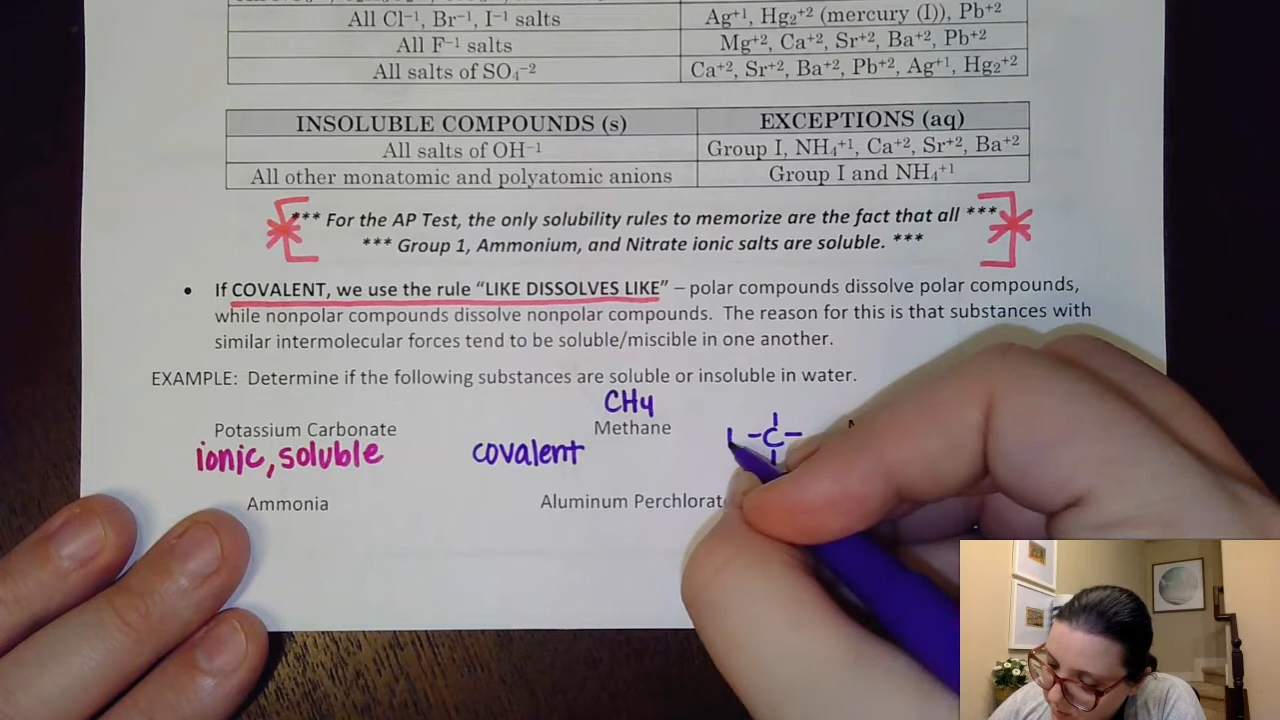 All Cl⁻¹, Br⁻¹, I⁻¹ salts Ag⁺¹, Hg₂⁺² (mercury (I)), Pb⁺²
All F⁻¹ salts Mg⁺², Ca⁺², Sr⁺², Ba⁺², Pb⁺²
All salts of SO₄⁻² Ca⁺², Sr⁺², Ba⁺², Pb⁺², Ag⁺¹, Hg₂⁺²
INSOLUBLE COMPOUNDS (s) EXCEPTIONS (aq)
All salts of OH⁻¹ Group I, NH₄⁺¹, Ca⁺², Sr⁺², Ba⁺²
All other monatomic and polyatomic anions Group I and NH₄⁺¹
*** For the AP Test, the only solubility rules to memorize are the fact that all ***
*** Group 1, Ammonium, and Nitrate ionic salts are soluble. ***
• If COVALENT, we use the rule “LIKE DISSOLVES LIKE” – polar compounds dissolve polar compounds,
while nonpolar compounds dissolve nonpolar compounds. The reason for this is that substances with
similar intermolecular forces tend to be soluble/miscible in one another.
EXAMPLE: Determine if the following substances are soluble or insoluble in water.
CH4
Potassium Carbonate Methane
ionic, soluble covalent C
Ammonia Aluminum